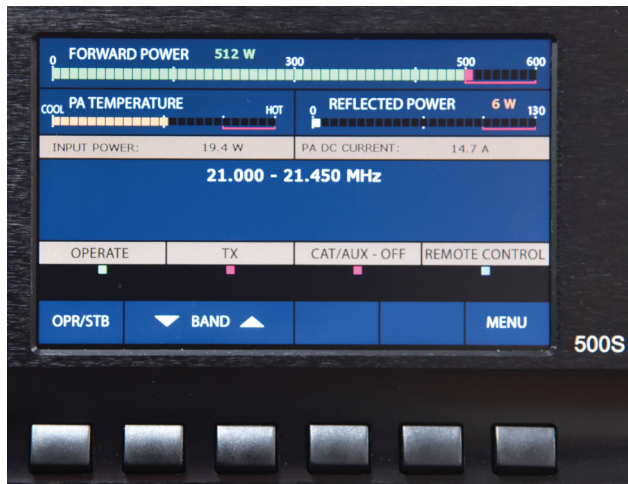 FORWARD POWER 512 W
0 300 500 600
PA TEMPERATURE
COOL HOT
REFLECTED POWER 6 W
0 130
INPUT POWER: 19.4 W PA DC CURRENT: 14.7 A
21.000 - 21.450 MHz
OPERATE TX CAT/AUX - OFF REMOTE CONTROL
OPR/STB BAND MENU
500S